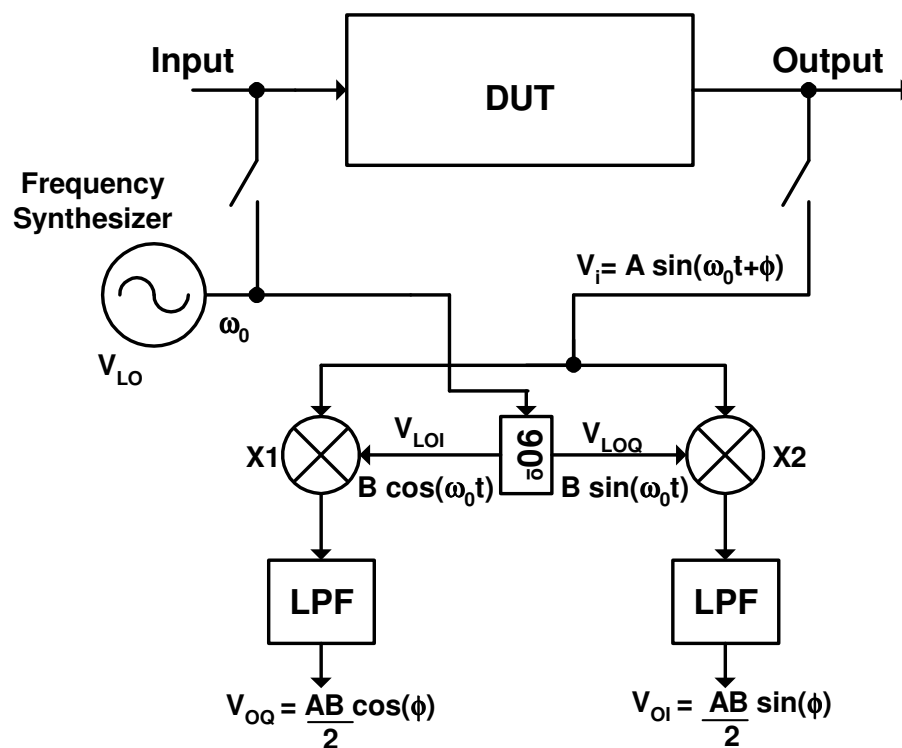 Input
Output
DUT
Frequency
Synthesizer
V_i= A sin(ω_0t+ϕ)
ω_0
V_LO
V_LOI
90º
V_LOQ
X1
X2
B cos(ω_0t)
B sin(ω_0t)
LPF
LPF
V_OQ = AB/2 cos(ϕ)
V_OI = AB/2 sin(ϕ)